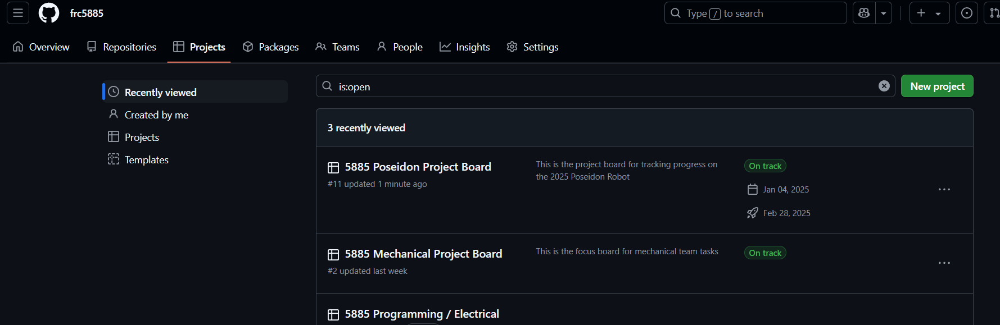 frc5885
Type / to search
Overview
Repositories
Projects
Packages
Teams
People
Insights
Settings
Recently viewed
Created by me
Projects
Templates
is:open
New project
3 recently viewed
5885 Poseidon Project Board
#11 updated 1 minute ago
This is the project board for tracking progress on
the 2025 Poseidon Robot
On track
Jan 04, 2025
Feb 28, 2025
5885 Mechanical Project Board
#2 updated last week
This is the focus board for mechanical team tasks
On track
5885 Programming / Electrical